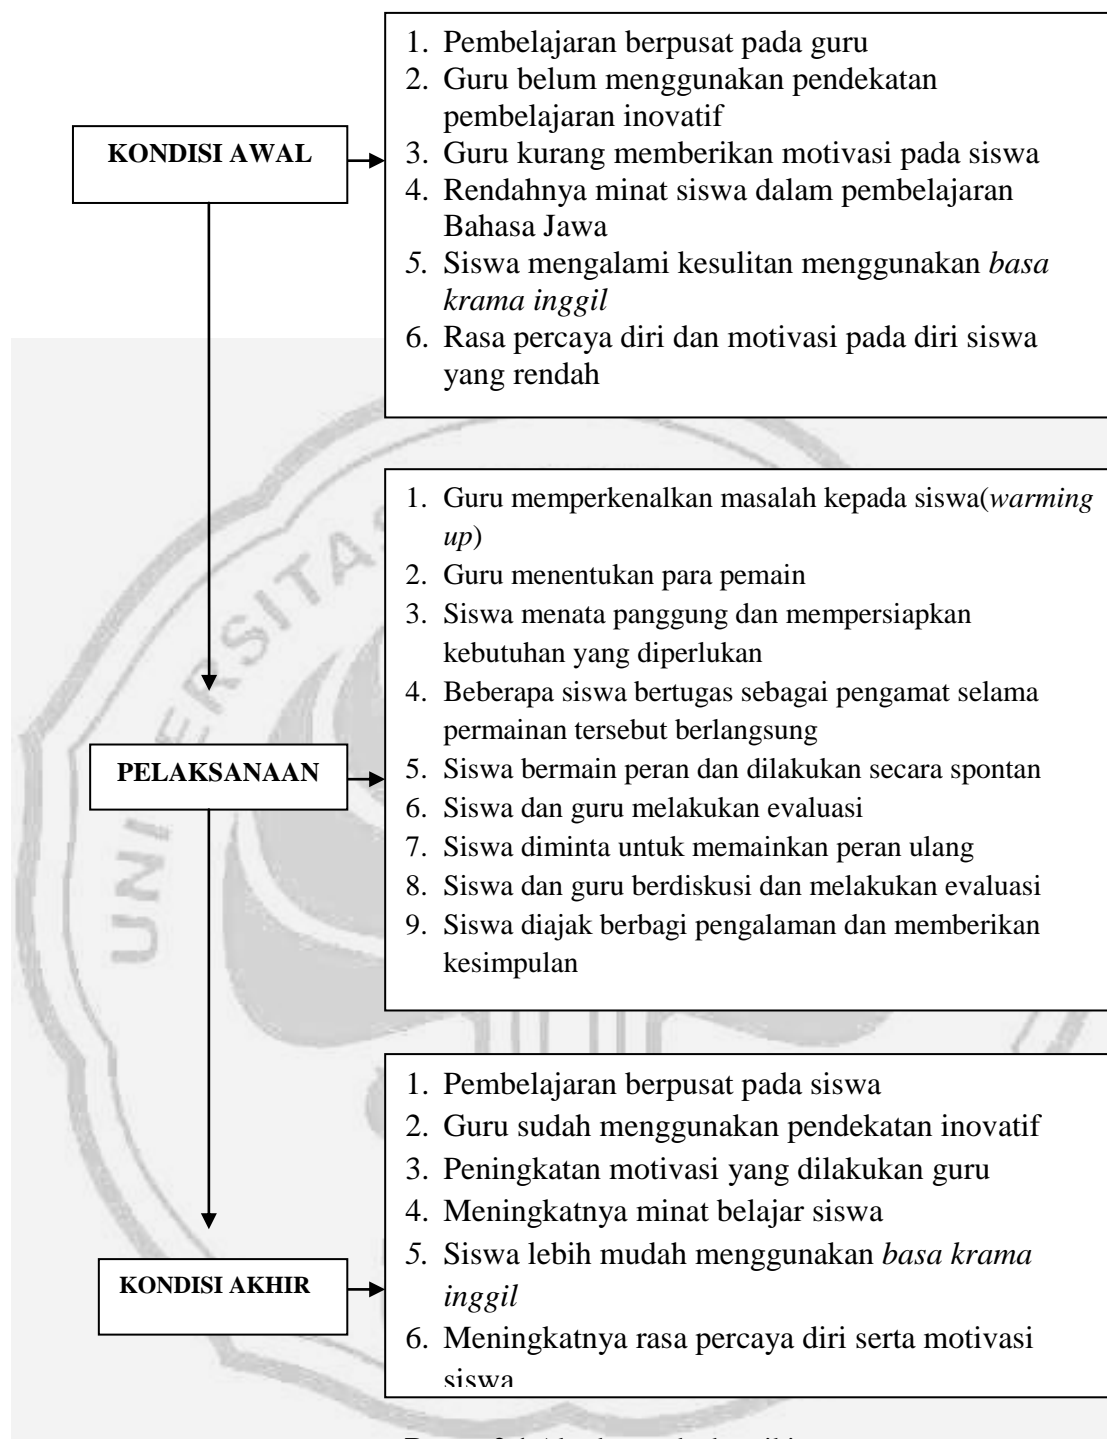 KONDISI AWAL
1. Pembelajaran berpusat pada guru
2. Guru belum menggunakan pendekatan
pembelajaran inovatif
3. Guru kurang memberikan motivasi pada siswa
4. Rendahnya minat siswa dalam pembelajaran
Bahasa Jawa
5. Siswa mengalami kesulitan menggunakan basa
krama inggil
6. Rasa percaya diri dan motivasi pada diri siswa
yang rendah
PELAKSANAAN
1. Guru memperkenalkan masalah kepada siswa(warming
up)
2. Guru menentukan para pemain
3. Siswa menata panggung dan mempersiapkan
kebutuhan yang diperlukan
4. Beberapa siswa bertugas sebagai pengamat selama
permainan tersebut berlangsung
5. Siswa bermain peran dan dilakukan secara spontan
6. Siswa dan guru melakukan evaluasi
7. Siswa diminta untuk memainkan peran ulang
8. Siswa dan guru berdiskusi dan melakukan evaluasi
9. Siswa diajak berbagi pengalaman dan memberikan
kesimpulan
KONDISI AKHIR
1. Pembelajaran berpusat pada siswa
2. Guru sudah menggunakan pendekatan inovatif
3. Peningkatan motivasi yang dilakukan guru
4. Meningkatnya minat belajar siswa
5. Siswa lebih mudah menggunakan basa krama
inggil
6. Meningkatnya rasa percaya diri serta motivasi
siswa